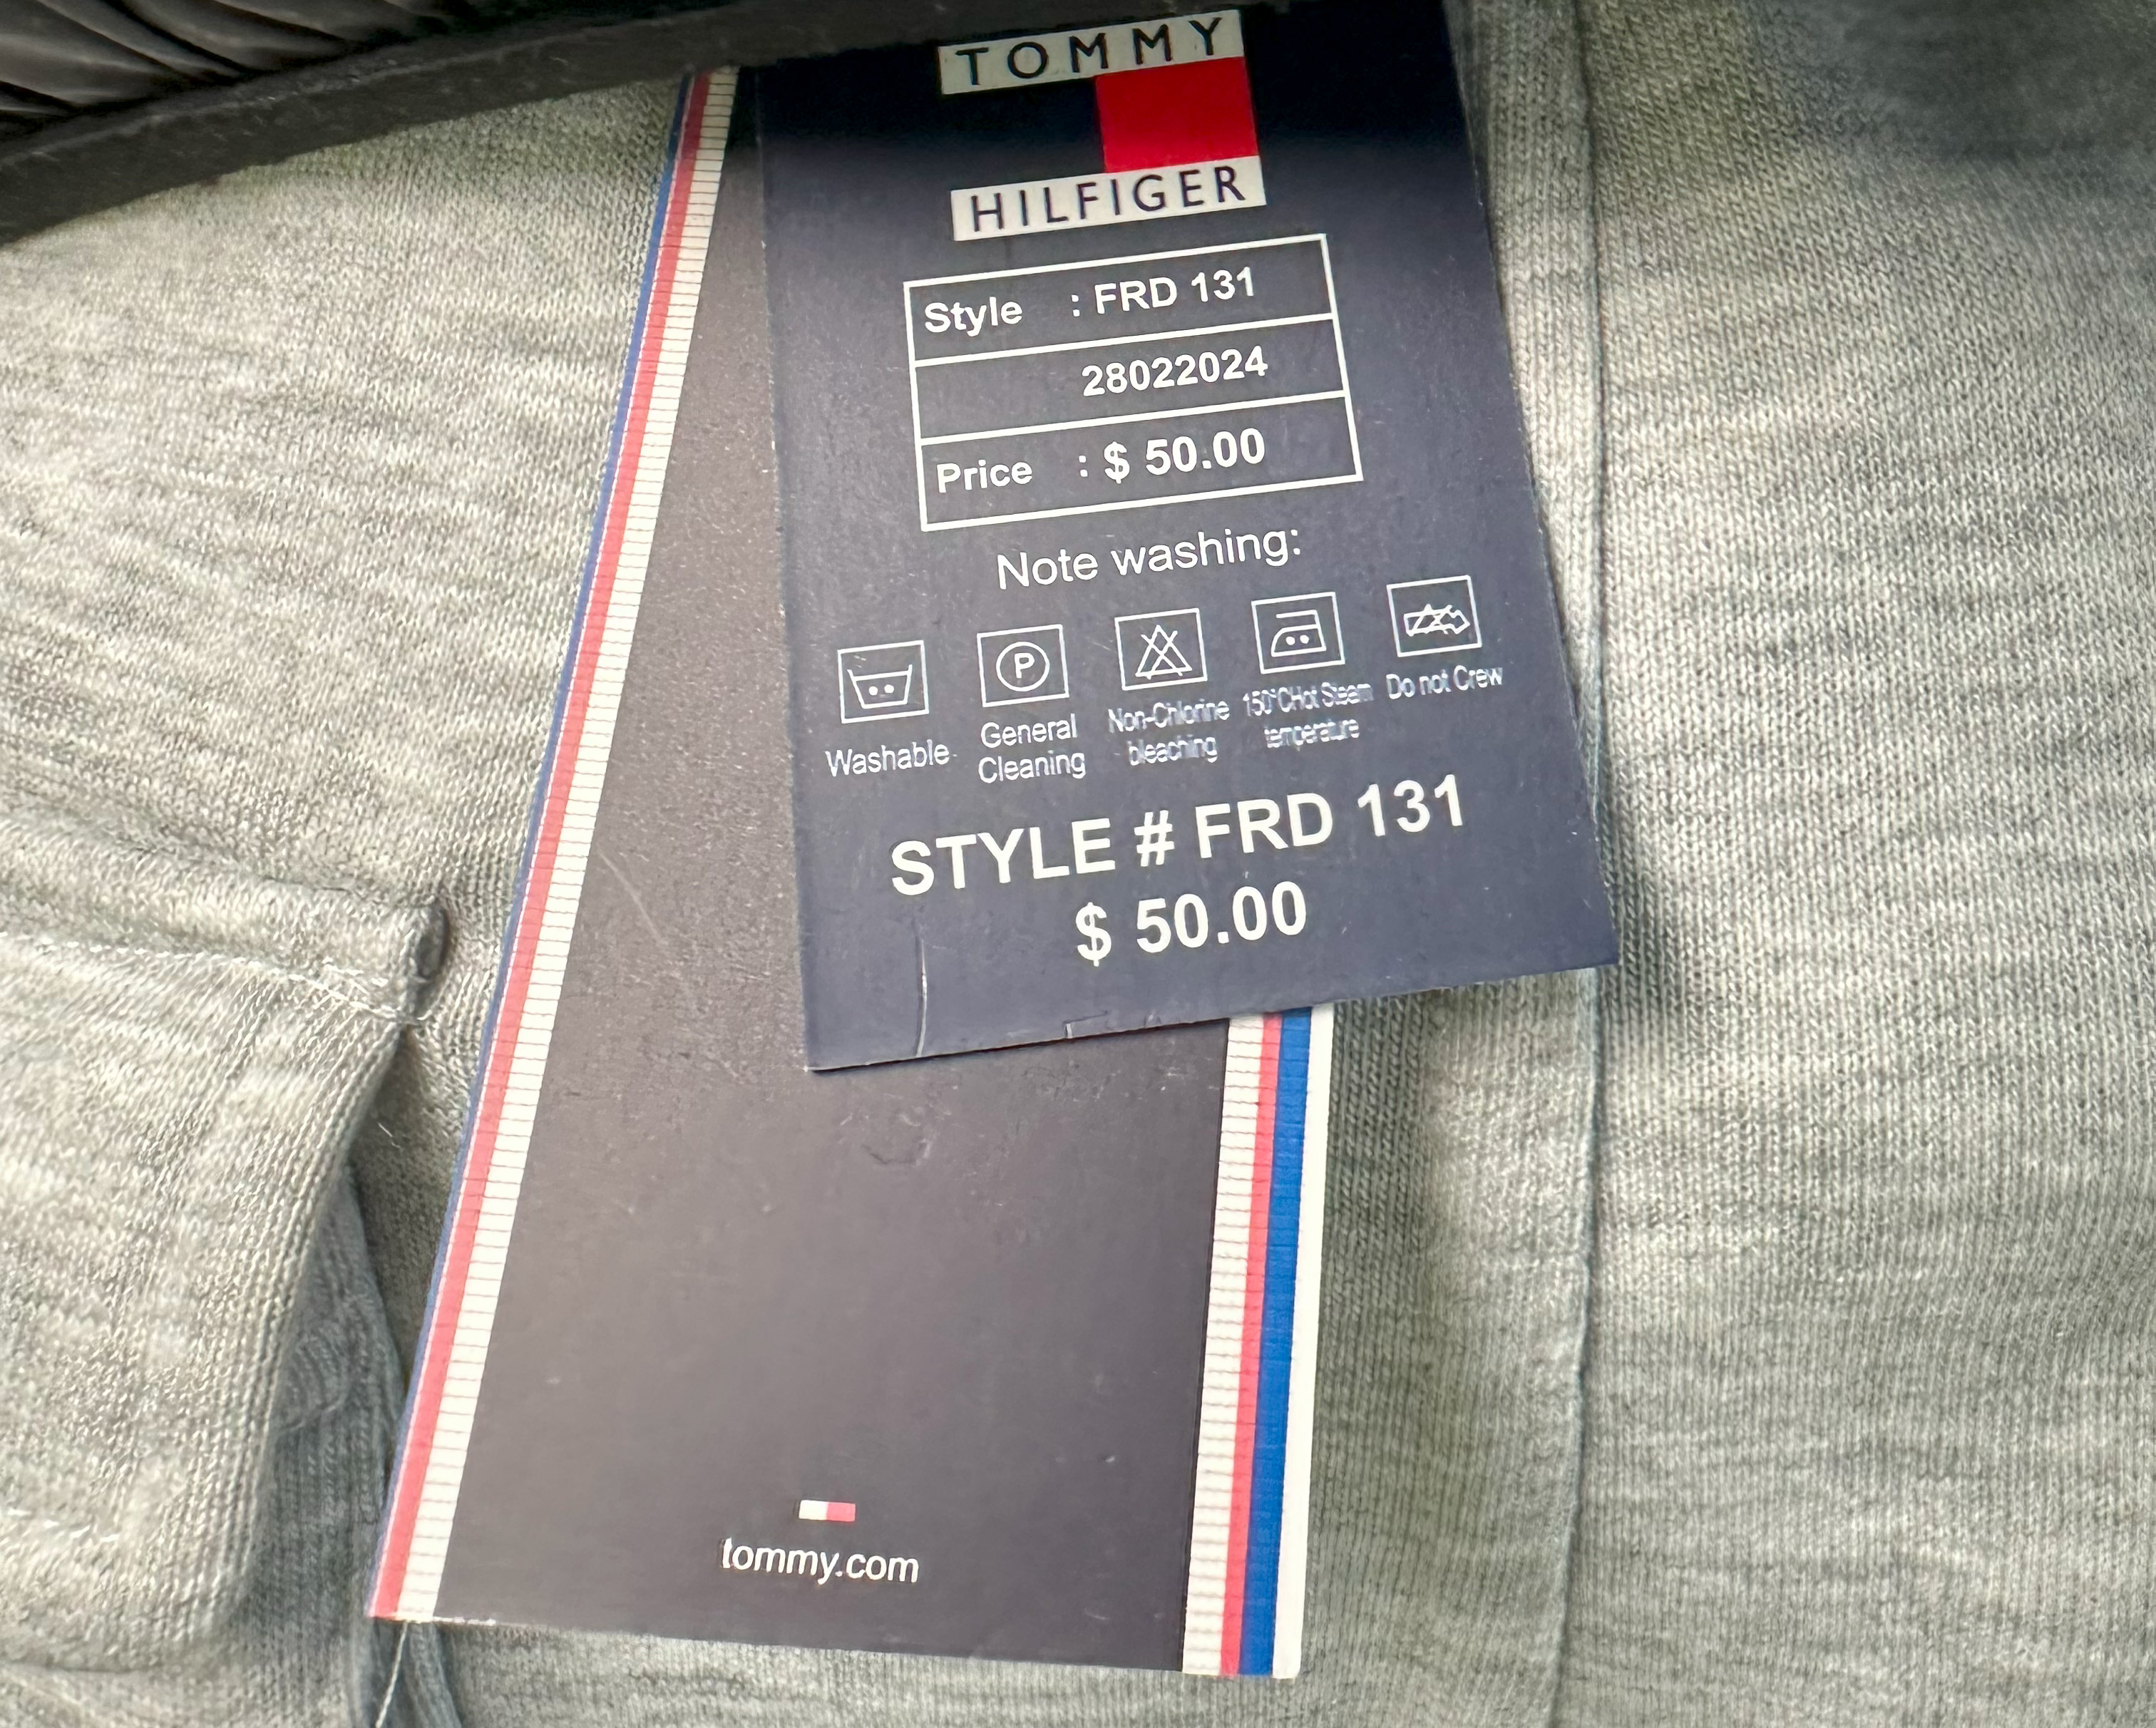 TOMMY
HILFIGER
Style : FRD 131
28022024
Price : $ 50.00
Note washing:
P
Washable
General
Cleaning
Non-Chlorine
bleaching
150°CHot Steam
temperature
Do not Crew
STYLE # FRD 131
$ 50.00
tommy.com